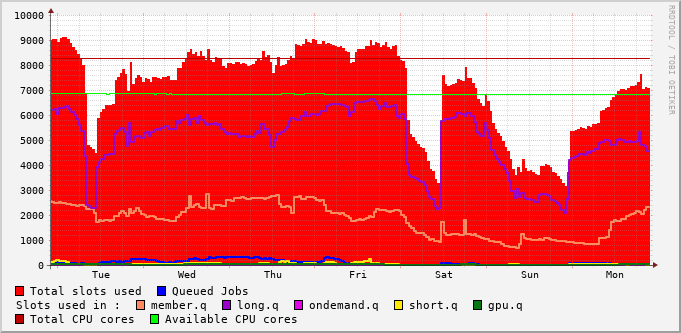 10000
9000
8000
7000
6000
5000
4000
3000
2000
1000
0
Tue Wed Thu Fri Sat Sun Mon
RRDTOOL / TOBI OETIKER
Total slots used Queued Jobs
Slots used in : member.q long.q ondemand.q short.q gpu.q
Total CPU cores Available CPU cores